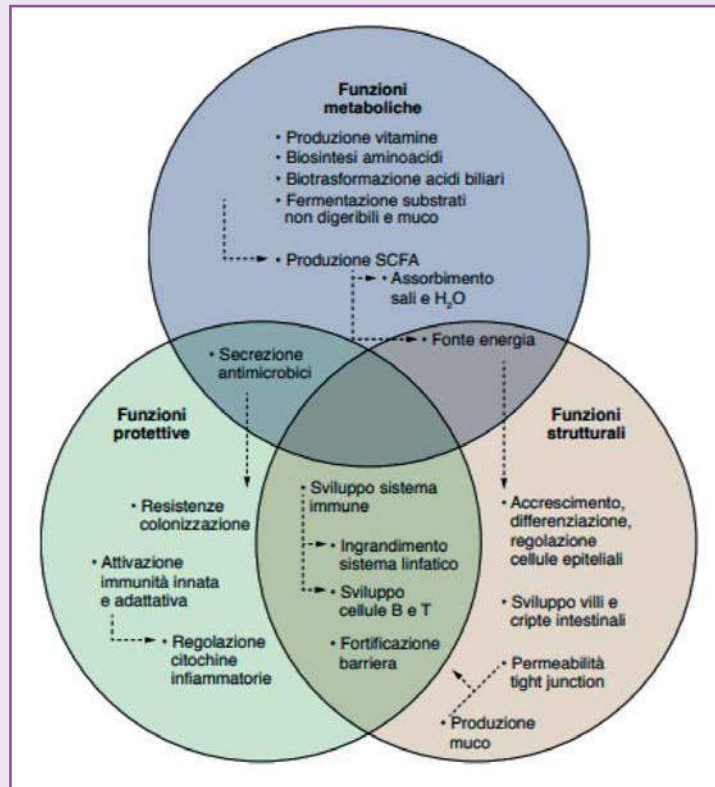 Funzioni
metaboliche
• Produzione vitamine
• Biosintesi aminoacidi
• Biotrasformazione acidi biliari
• Fermentazione substrati
non digeribili e muco
• Produzione SCFA
• Assorbimento
sali e H₂O
• Fonte energia
• Secrezione
antimicrobici
Funzioni
protettive
• Resistenze
colonizzazione
• Attivazione
immunità innata
e adattativa
• Regolazione
citochine
infiammatorie
• Sviluppo sistema
immune
• Ingrandimento
sistema linfatico
• Sviluppo
cellule B e T
• Fortificazione
barriera
Funzioni
strutturali
• Accrescimento,
differenziazione,
regolazione
cellule epiteliali
• Sviluppo villi e
cripte intestinali
• Permeabilità
tight junction
• Produzione
muco